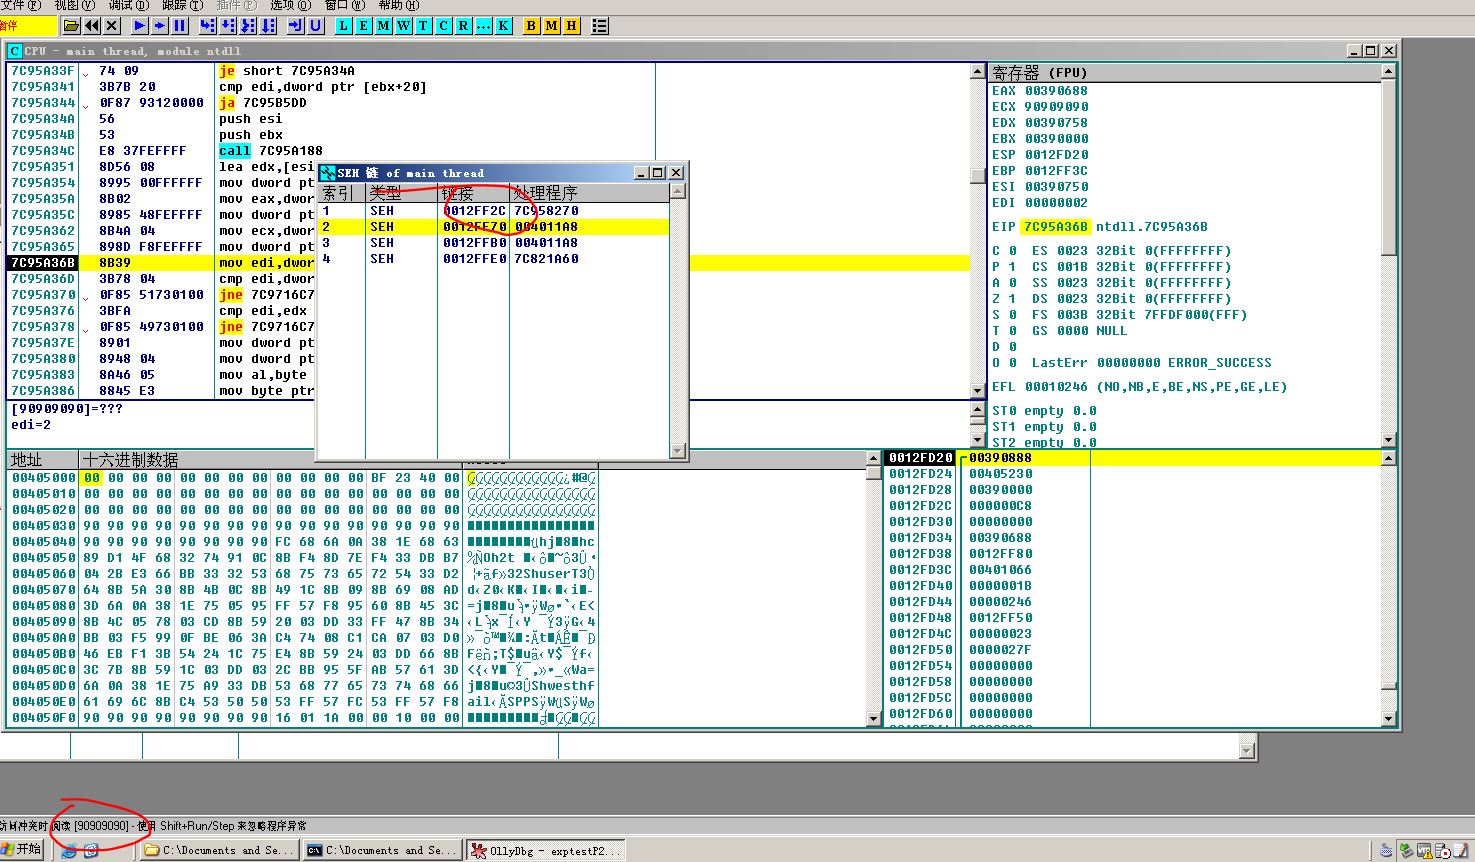 文件(F) 视图(V) 调试(D) 跟踪(T) 插件(P) 选项(O) 窗口(W) 帮助(H)
暂停 L E M W T C R ... K B M H
C CPU - main thread, module ntdll
7C95A33F 74 09 je short 7C95A34A
7C95A341 3B7B 20 cmp edi,dword ptr [ebx+20]
7C95A344 0F87 93120000 ja 7C95B5DD
7C95A34A 56 push esi
7C95A34B 53 push ebx
7C95A34C E8 37FEFFFF call 7C95A188
7C95A351 8D56 08 lea edx,[esi
7C95A354 8995 00FFFFFF mov dword pt
7C95A35A 8B02 mov eax,dwor
7C95A35C 8985 48FEFFFF mov dword pt
7C95A362 8B4A 04 mov ecx,dwor
7C95A365 898D F8FEFFFF mov dword pt
7C95A36B 8B39 mov edi,dwor
7C95A36D 3B78 04 cmp edi,dwor
7C95A370 0F85 51730100 jne 7C9716C7
7C95A376 3BFA cmp edi,edx
7C95A378 0F85 49730100 jne 7C9716C7
7C95A37E 8901 mov dword pt
7C95A380 8948 04 mov dword pt
7C95A383 8A46 05 mov al,byte
7C95A386 8845 E3 mov byte ptr
[90909090]=???
edi=2
SEH 链 of main thread
索引 类型 链接 处理程序
1 SEH 0012FF2C 7C958270
2 SEH 0012FF70 004011A8
3 SEH 0012FFB0 004011A8
4 SEH 0012FFE0 7C821A60
寄存器 (FPU)
EAX 00390688
ECX 90909090
EDX 00390758
EBX 00390000
ESP 0012FD20
EBP 0012FF3C
ESI 00390750
EDI 00000002
EIP 7C95A36B ntdll.7C95A36B
C 0 ES 0023 32Bit 0(FFFFFFFF)
P 1 CS 001B 32Bit 0(FFFFFFFF)
A 0 SS 0023 32Bit 0(FFFFFFFF)
Z 1 DS 0023 32Bit 0(FFFFFFFF)
S 0 FS 003B 32Bit 7FFDF000(FFF)
T 0 GS 0000 NULL
D 0
O 0 LastErr 00000000 ERROR_SUCCESS
EFL 00010246 (NO,NB,E,BE,NS,PE,GE,LE)
ST0 empty 0.0
ST1 empty 0.0
ST2 empty 0.0
地址 十六进制数据
00405000 00 00 00 00 00 00 00 00 00 00 00 00 BF 23 40 00
00405010 00 00 00 00 00 00 00 00 00 00 00 00 00 00 00 00
00405020 00 00 00 00 00 00 00 00 00 00 00 00 00 00 00 00
00405030 90 90 90 90 90 90 90 90 90 90 90 90 90 90 90 90
00405040 90 90 90 90 90 90 90 90 FC 68 6A 0A 38 1E 68 63
00405050 89 D1 4F 68 32 74 91 0C 8B F4 8D 7E F4 33 DB B7
00405060 04 2B E3 66 BB 33 32 53 68 75 73 65 72 54 33 D2
00405070 64 8B 5A 30 8B 4B 0C 8B 49 1C 8B 09 8B 69 08 AD
00405080 3D 6A 0A 38 1E 75 05 95 FF 57 F8 95 60 8B 45 3C
00405090 8B 4C 05 78 03 CD 8B 59 20 03 DD 33 FF 47 8B 34
004050A0 BB 03 F5 99 0F BE 06 3A C4 74 08 C1 CA 07 03 D0
004050B0 46 EB F1 3B 54 24 1C 75 E4 8B 59 24 03 DD 66 8B
004050C0 3C 7B 8B 59 1C 03 DD 03 2C BB 95 5F AB 57 61 3D
004050D0 6A 0A 38 1E 75 A9 33 DB 53 68 77 65 73 74 68 66
004050E0 61 69 6C 8B C4 53 50 50 53 FF 57 FC 53 FF 57 F8
004050F0 90 90 90 90 90 90 90 90 16 01 1A 00 00 10 00 00
0012FD20 00390888
0012FD24 00405230
0012FD28 00390000
0012FD2C 000000C8
0012FD30 00000000
0012FD34 00390688
0012FD38 0012FF80
0012FD3C 00401066
0012FD40 0000001B
0012FD44 00000246
0012FD48 0012FF50
0012FD4C 00000023
0012FD50 0000027F
0012FD54 00000000
0012FD58 00000000
0012FD5C 00000000
0012FD60 00000000
访问冲突时 阅读 [90909090] - 使用 Shift+Run/Step 来忽略程序异常
开始 C:\Documents and Se... C:\Documents and Se... OllyDbg - exptestP2...